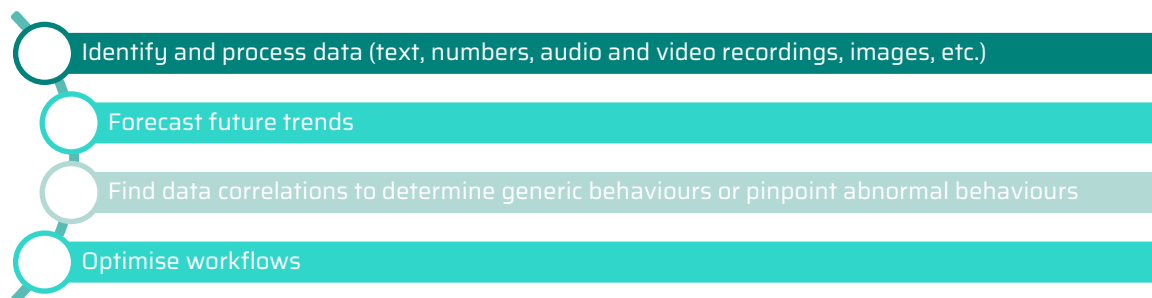 Identify and process data (text, numbers, audio and video recordings, images, etc.)
Forecast future trends
Find data correlations to determine generic behaviours or pinpoint abnormal behaviours
Optimise workflows